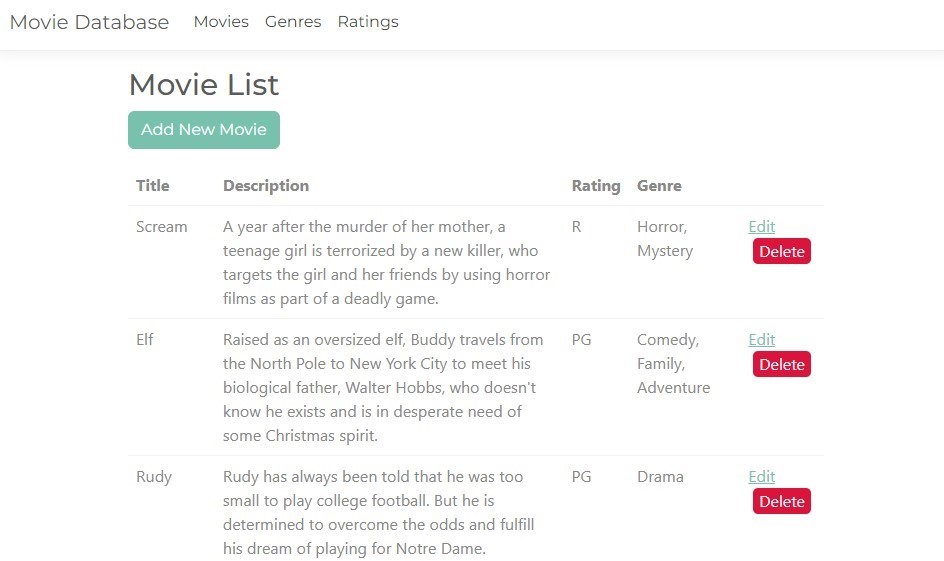 Movie Database Movies Genres Ratings
Movie List
Add New Movie
Title Description Rating Genre
Scream A year after the murder of her mother, a R Horror, Edit
teenage girl is terrorized by a new killer, who Mystery Delete
targets the girl and her friends by using horror
films as part of a deadly game.
Elf Raised as an oversized elf, Buddy travels from PG Comedy, Edit
the North Pole to New York City to meet his Family, Delete
biological father, Walter Hobbs, who doesn't Adventure
know he exists and is in desperate need of
some Christmas spirit.
Rudy Rudy has always been told that he was too PG Drama Edit
small to play college football. But he is Delete
determined to overcome the odds and fulfill
his dream of playing for Notre Dame.